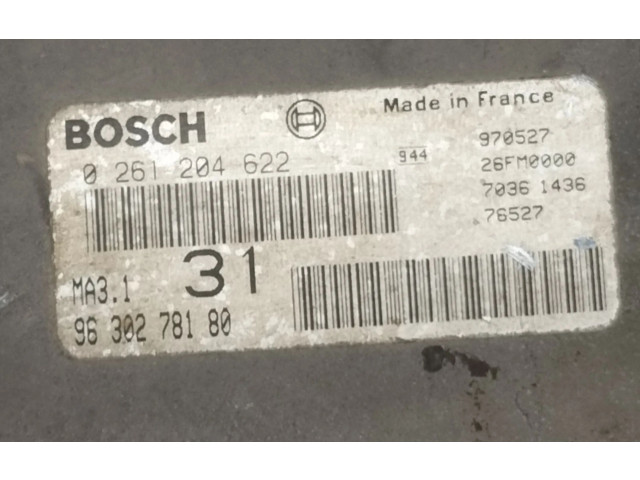 BOSCH
Made in France
0 261 204 622
944
970527
26FM0000
7036 1436
76527
MA3.1
31
96 302 781 80